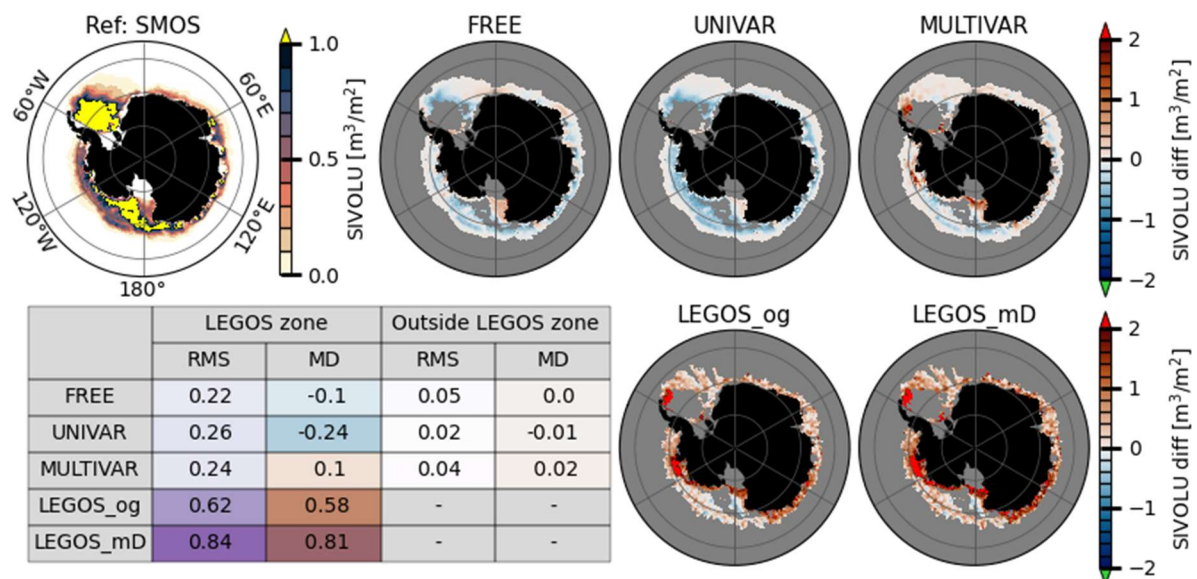 Ref: SMOS
FREE
UNIVAR
MULTIVAR
60°W
60°E
120°W
120°E
180°
1.0
0.5
0.0
SIVOLU [m³/m²]
2
1
0
−1
−2
SIVOLU diff [m³/m²]
LEGOS zone Outside LEGOS zone
RMS MD RMS MD
FREE 0.22 -0.1 0.05 0.0
UNIVAR 0.26 -0.24 0.02 -0.01
MULTIVAR 0.24 0.1 0.04 0.02
LEGOS_og 0.62 0.58 - -
LEGOS_mD 0.84 0.81 - -
LEGOS_og
LEGOS_mD
2
1
0
−1
−2
SIVOLU diff [m³/m²]